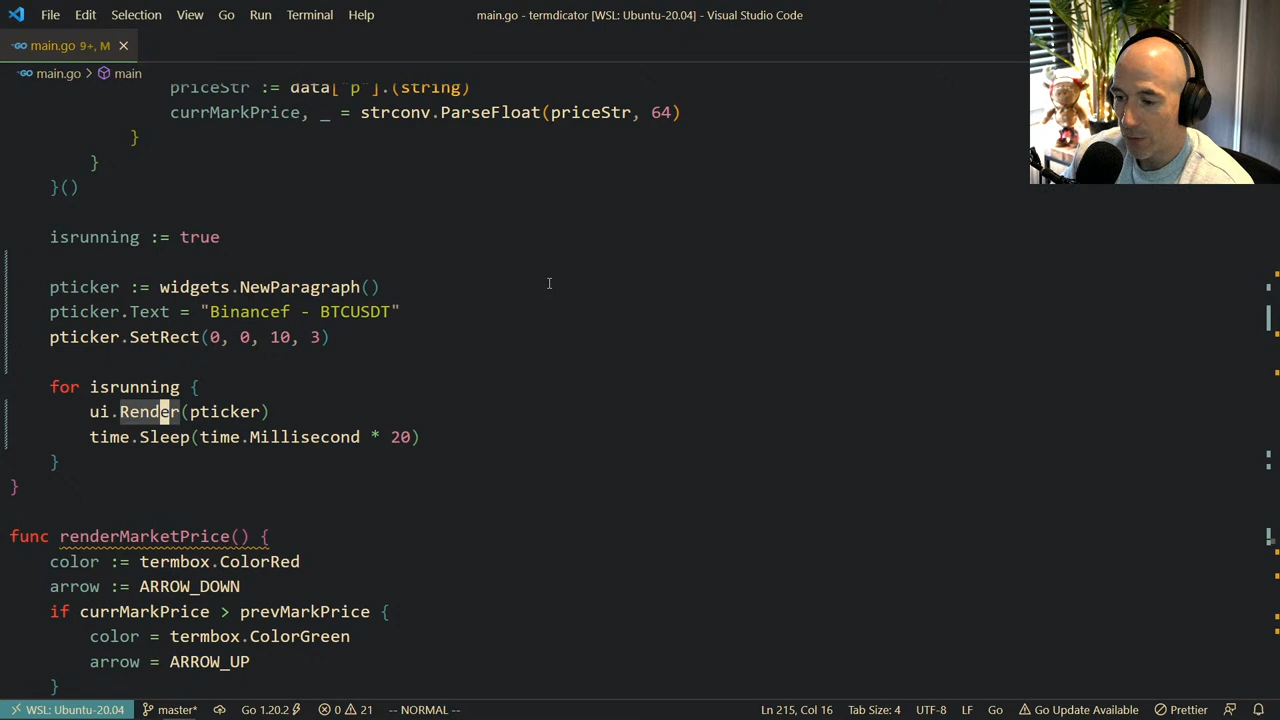 File Edit Selection View Go Run Terminal Help main.go - termdicator [WSL: Ubuntu-20.04] - Visual Studio Code
main.go 9+, M
main.go > main
priceStr := data["p"].(string)
currMarkPrice, _ = strconv.ParseFloat(priceStr, 64)
}
}
}()
isrunning := true
pticker := widgets.NewParagraph()
pticker.Text = "Binancef - BTCUSDT"
pticker.SetRect(0, 0, 10, 3)
for isrunning {
ui.Render(pticker)
time.Sleep(time.Millisecond * 20)
}
}
func renderMarketPrice() {
color := termbox.ColorRed
arrow := ARROW_DOWN
if currMarkPrice > prevMarkPrice {
color = termbox.ColorGreen
arrow = ARROW_UP
}
WSL: Ubuntu-20.04 master* Go 1.20.2 0 21 -- NORMAL -- Ln 215, Col 16 Tab Size: 4 UTF-8 LF Go Go Update Available Prettier